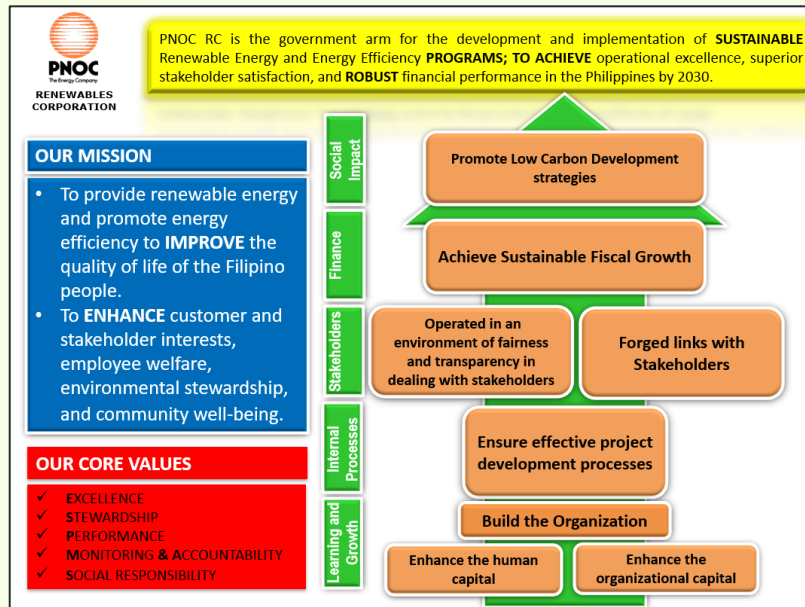 PNOC
The Energy Company
RENEWABLES
CORPORATION
PNOC RC is the government arm for the development and implementation of SUSTAINABLE
Renewable Energy and Energy Efficiency PROGRAMS; TO ACHIEVE operational excellence, superior
stakeholder satisfaction, and ROBUST financial performance in the Philippines by 2030.
OUR MISSION
• To provide renewable energy
and promote energy
efficiency to IMPROVE the
quality of life of the Filipino
people.
• To ENHANCE customer and
stakeholder interests,
employee welfare,
environmental stewardship,
and community well-being.
OUR CORE VALUES
✓ EXCELLENCE
✓ STEWARDSHIP
✓ PERFORMANCE
✓ MONITORING & ACCOUNTABILITY
✓ SOCIAL RESPONSIBILITY
Social
Impact
Promote Low Carbon Development
strategies
Finance
Achieve Sustainable Fiscal Growth
Stakeholders
Operated in an
environment of fairness
and transparency in
dealing with stakeholders
Forged links with
Stakeholders
Internal
Processes
Ensure effective project
development processes
Learning and
Growth
Build the Organization
Enhance the human
capital
Enhance the
organizational capital